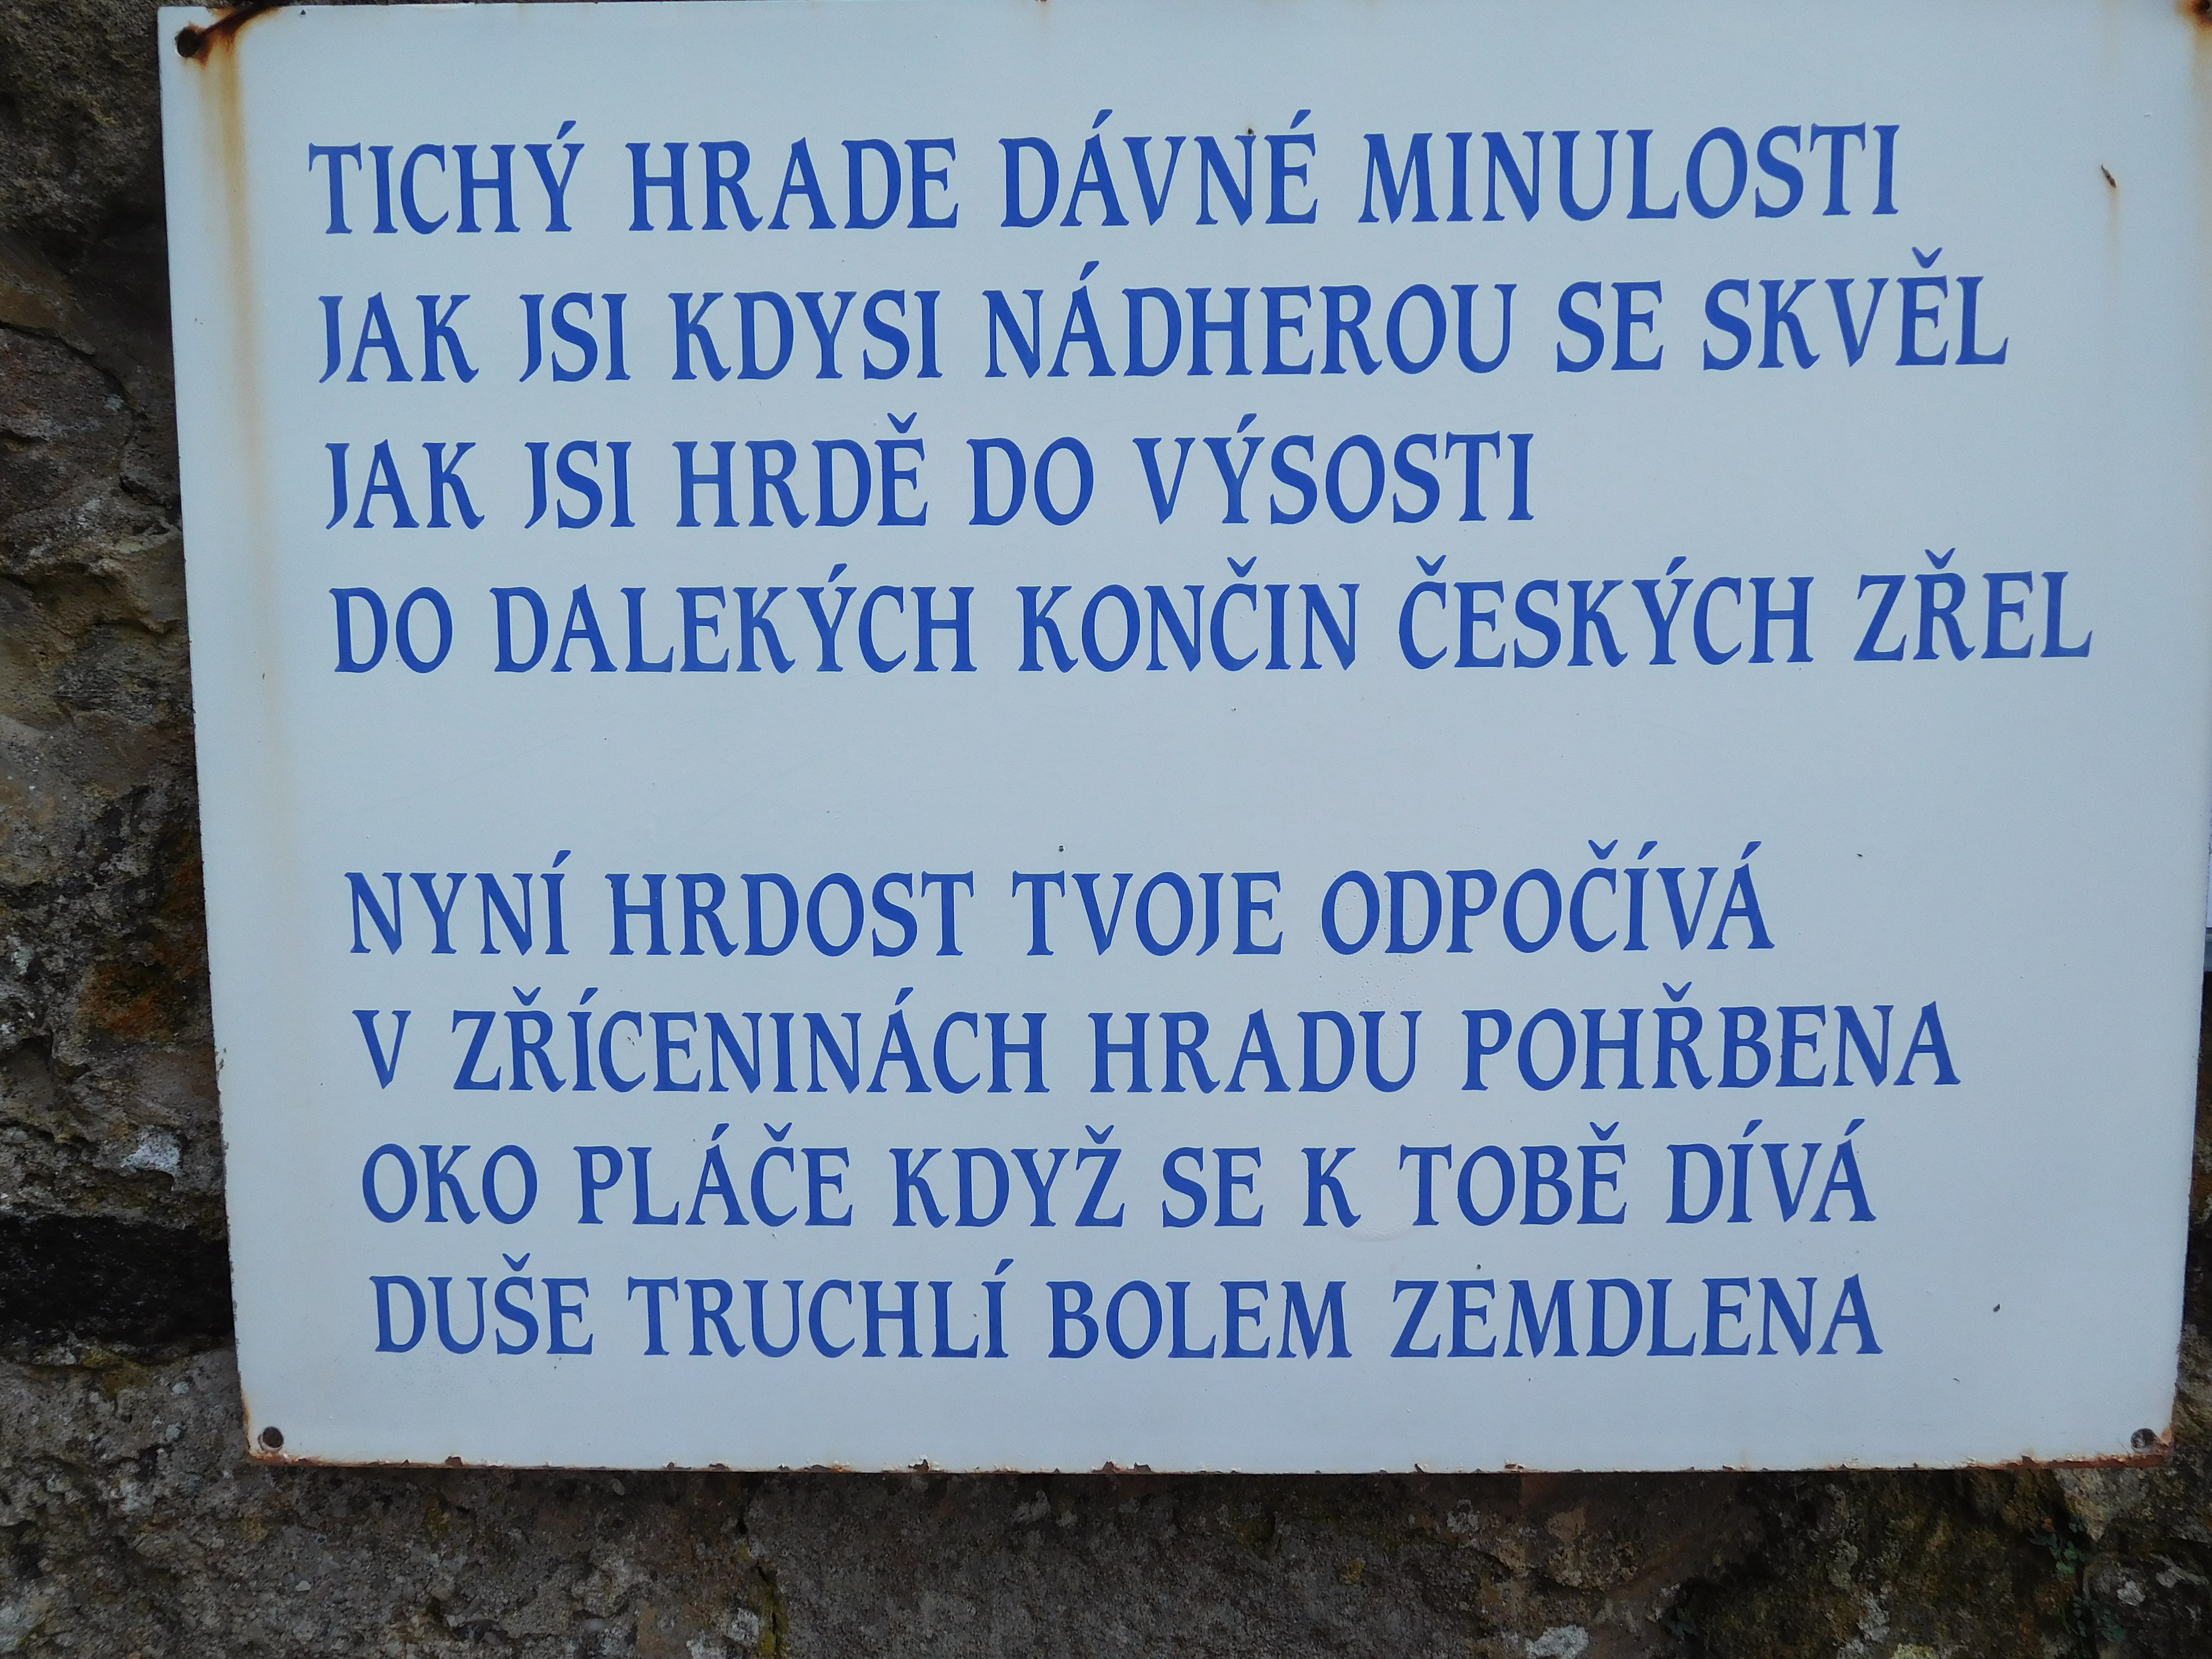 TICHÝ HRADE DÁVNÉ MINULOSTI
JAK JSI KDYSI NÁDHEROU SE SKVĚL
JAK JSI HRDĚ DO VÝSOSTI
DO DALEKÝCH KONČIN ČESKÝCH ZŘEL
NYNÍ HRDOST TVOJE ODPOČÍVÁ
V ZŘÍCENINÁCH HRADU POHŘBENA
OKO PLÁČE KDYŽ SE K TOBĚ DÍVÁ
DUŠE TRUCHLÍ BOLEM ZEMDLENA